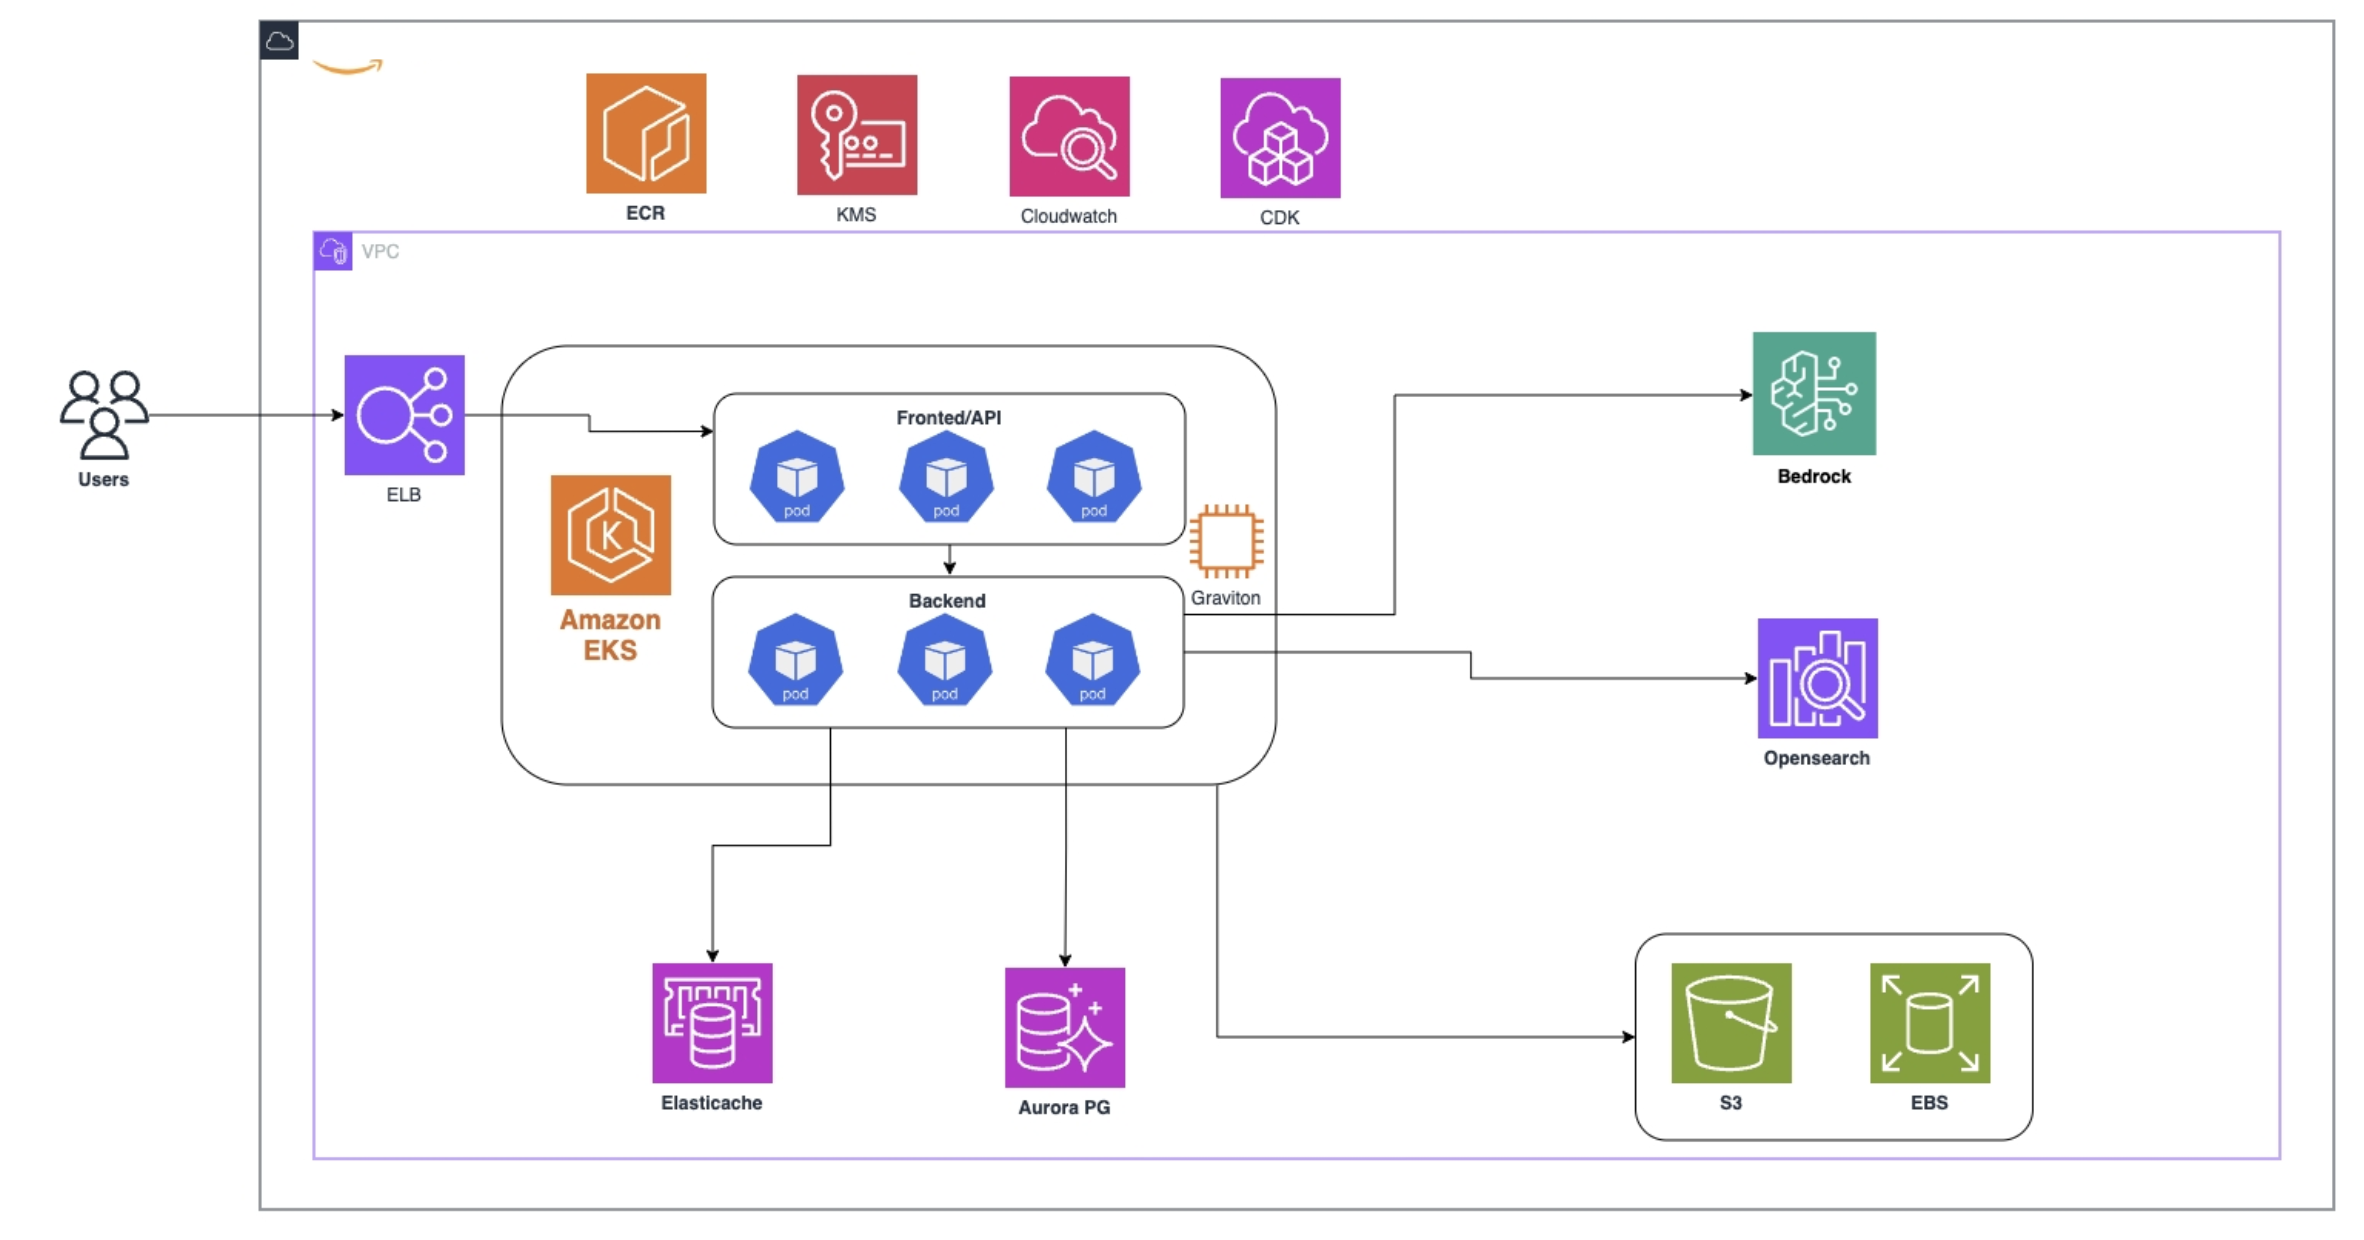 ECR
KMS
Cloudwatch
CDK
VPC
Users
ELB
Fronted/API
pod
pod
pod
Amazon
EKS
Graviton
Backend
pod
pod
pod
Bedrock
Opensearch
Elasticache
Aurora PG
S3
EBS